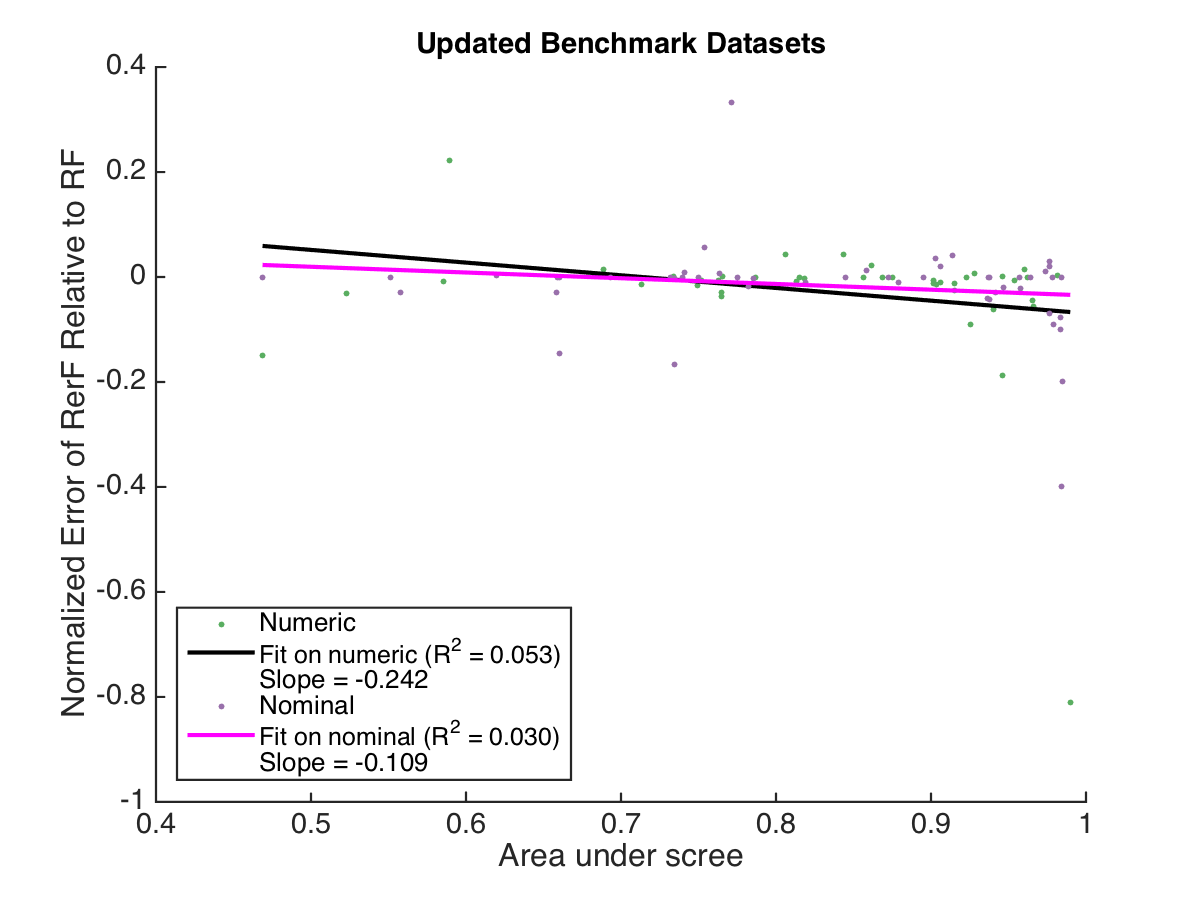 Updated Benchmark Datasets
Normalized Error of RerF Relative to RF
0.4
0.2
0
-0.2
-0.4
-0.6
-0.8
-1
Numeric
Fit on numeric (R² = 0.053)
Slope = -0.242
Nominal
Fit on nominal (R² = 0.030)
Slope = -0.109
0.4 0.5 0.6 0.7 0.8 0.9 1
Area under scree